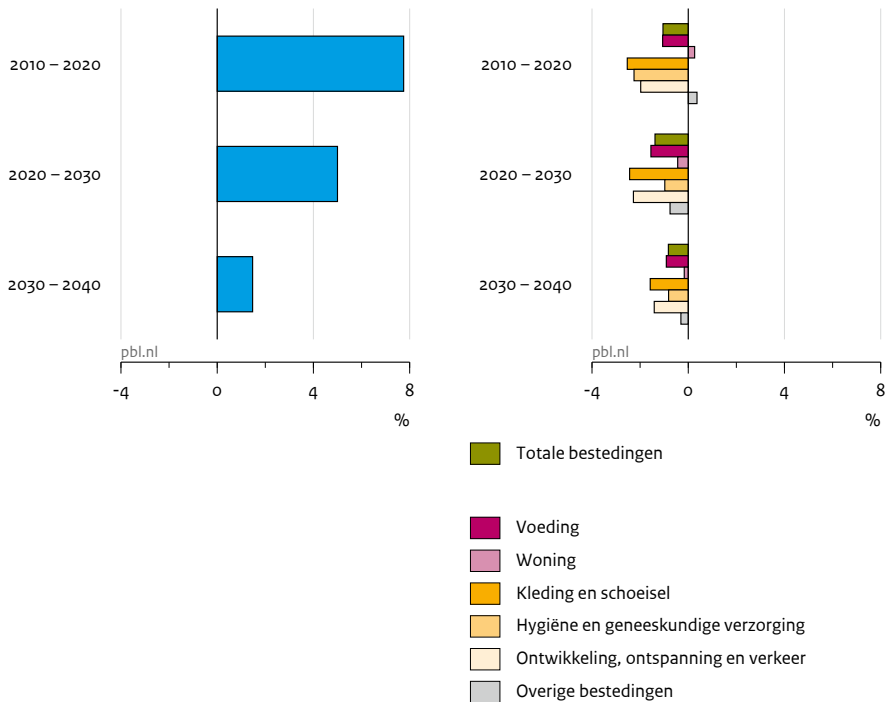 2010 – 2020
2020 – 2030
2030 – 2040
pbl.nl
-4 0 4 8
%
2010 – 2020
2020 – 2030
2030 – 2040
pbl.nl
-4 0 4 8
%
Totale bestedingen
Voeding
Woning
Kleding en schoeisel
Hygiëne en geneeskundige verzorging
Ontwikkeling, ontspanning en verkeer
Overige bestedingen